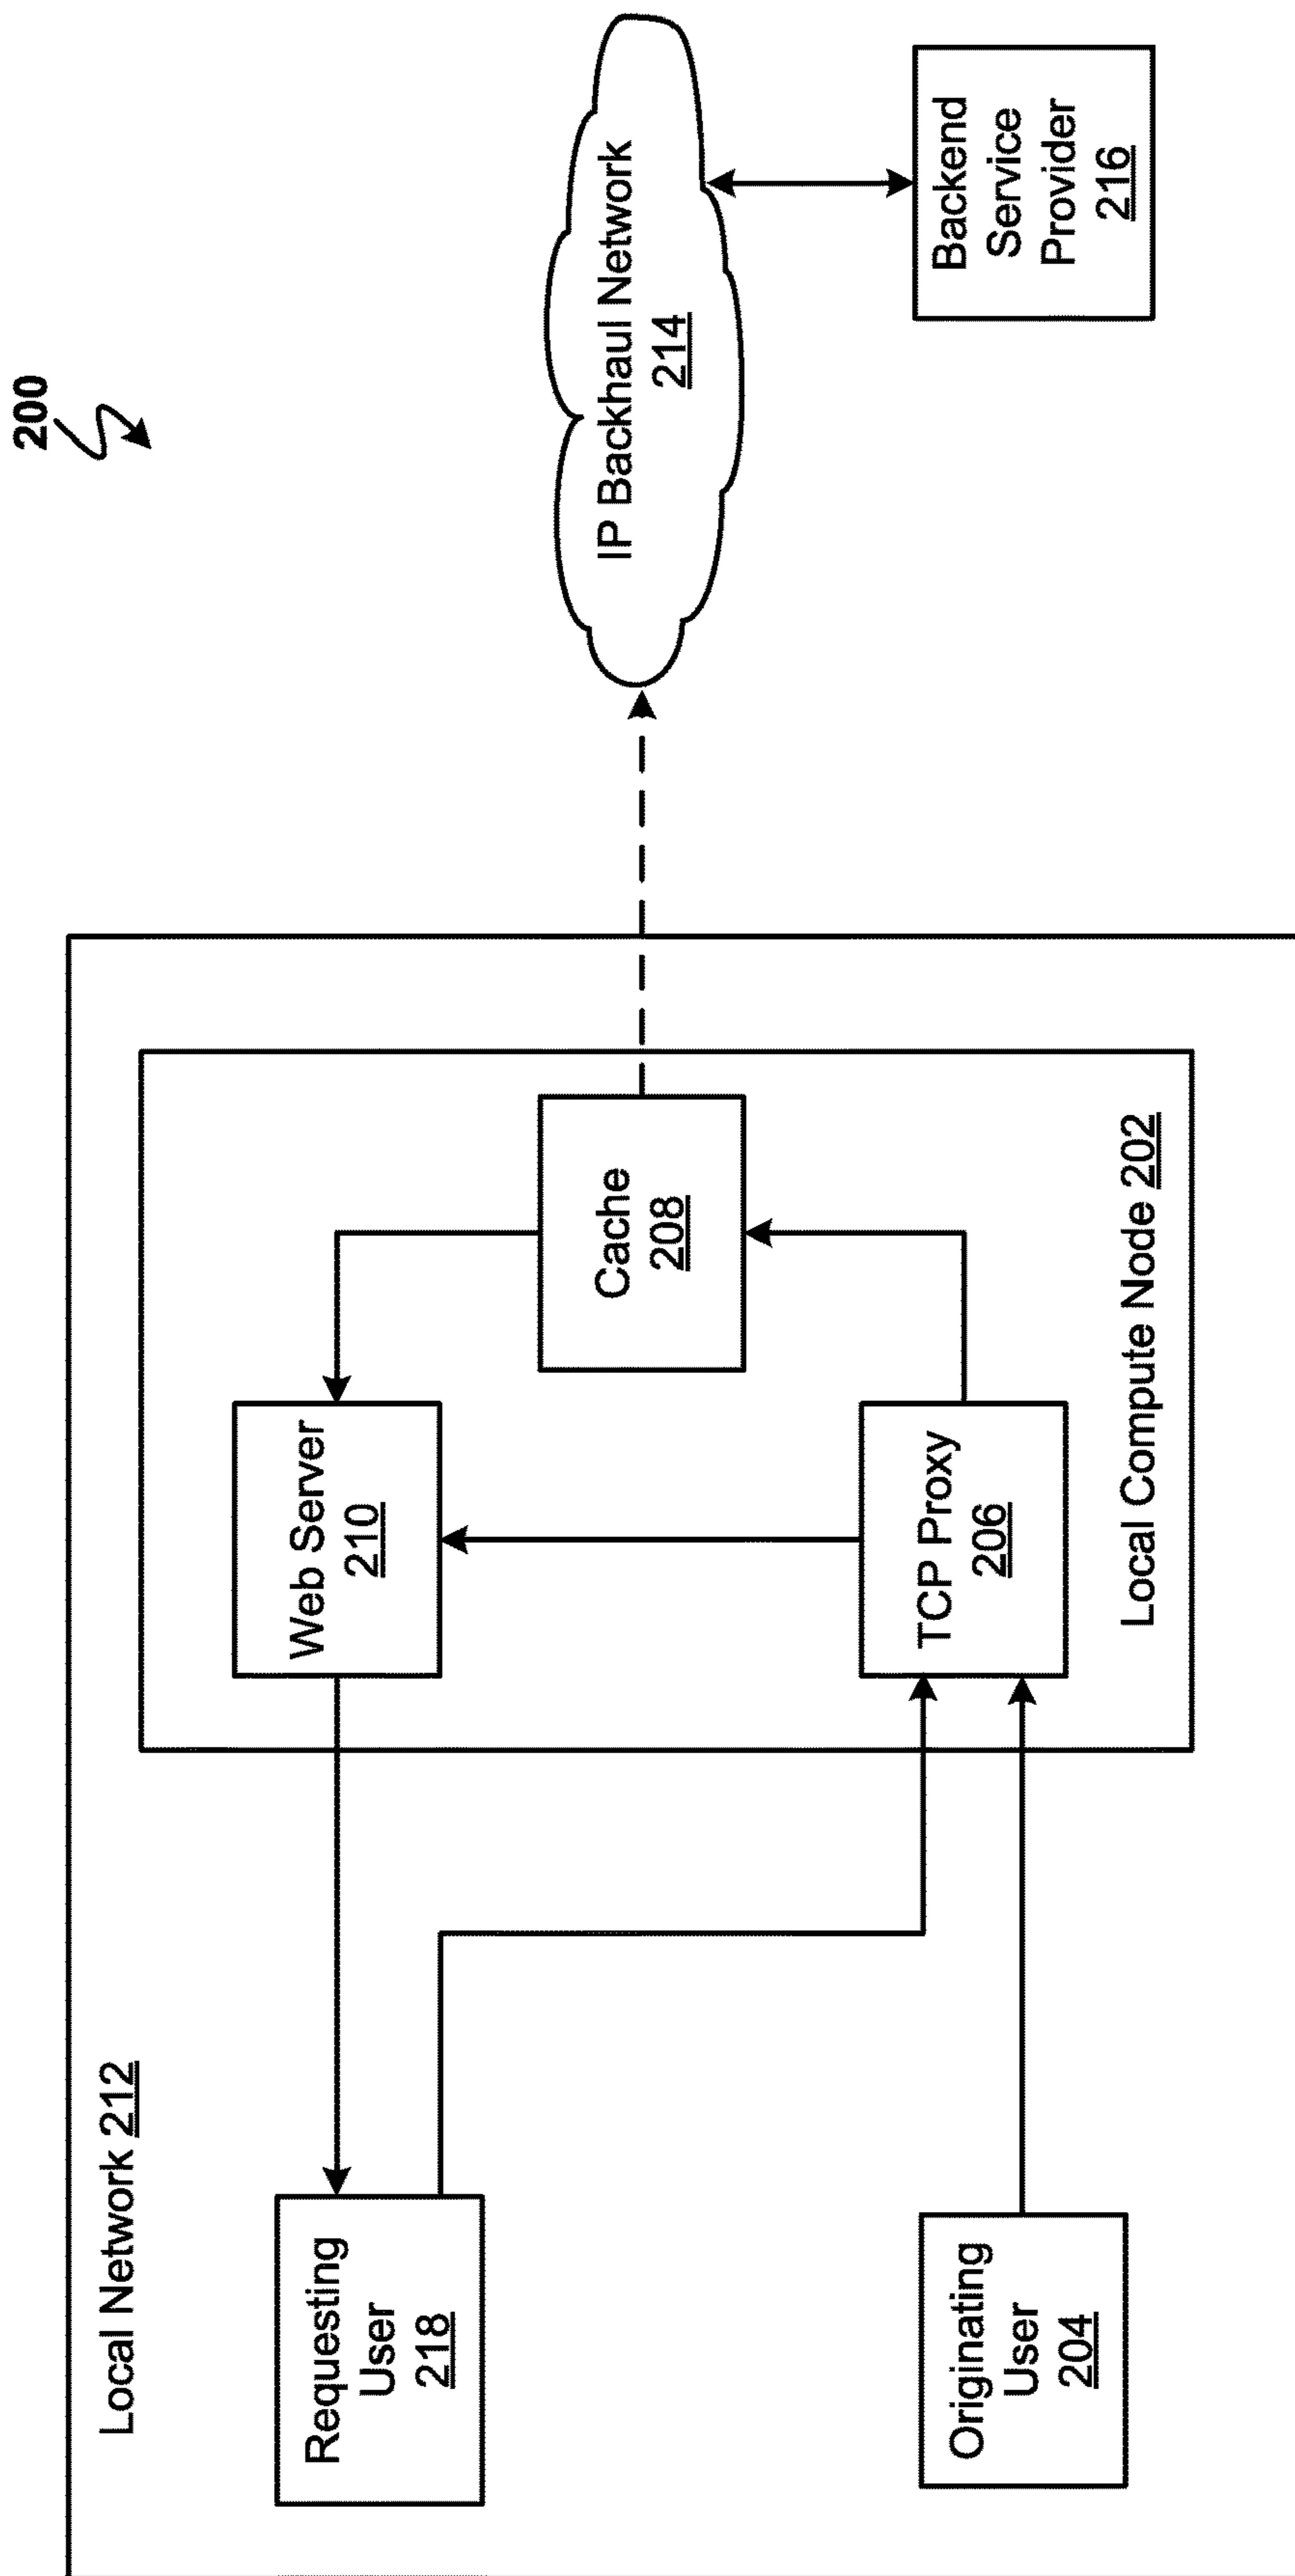 200
Local Network 212
Requesting
User
218
Web Server
210
Cache
208
IP Backhaul Network
214
Originating
User
204
TCP Proxy
206
Local Compute Node 202
Backend
Service
Provider
216